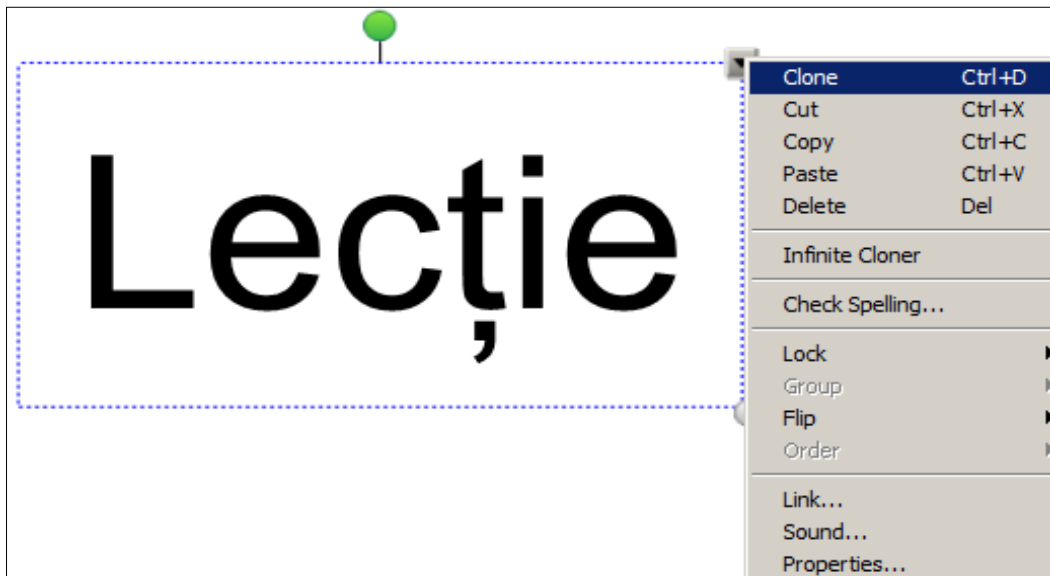 Lecție
Clone Ctrl+D
Cut Ctrl+X
Copy Ctrl+C
Paste Ctrl+V
Delete Del
Infinite Cloner
Check Spelling...
Lock
Group
Flip
Order
Link...
Sound...
Properties...